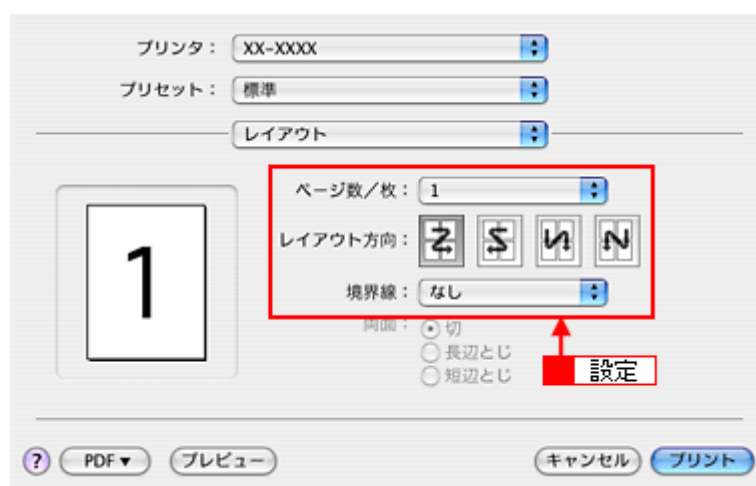 プリンタ： XX-XXXX
プリセット： 標準
レイアウト
1
ページ数／枚： 1
レイアウト方向：
境界線： なし
両面： 切
長辺とじ
短辺とじ
設定
? PDF▼ プレビュー キャンセル プリント